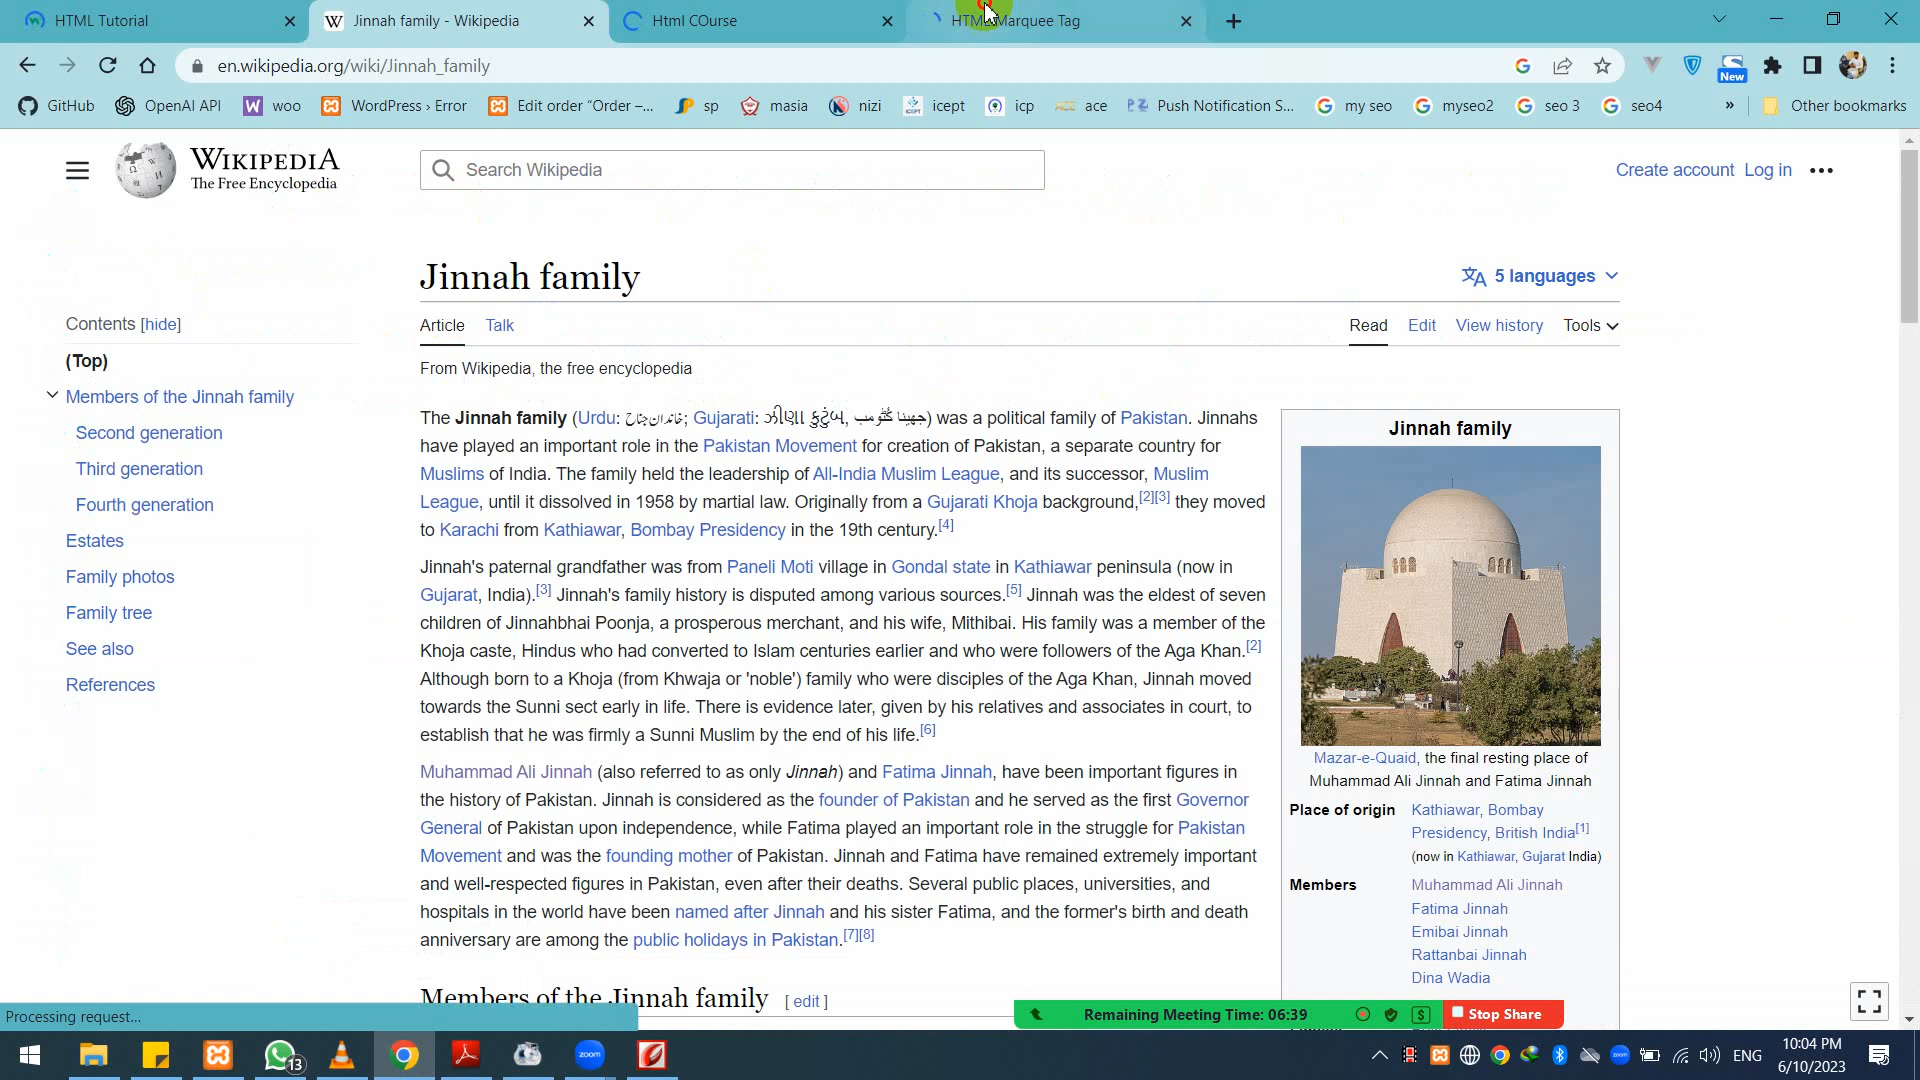 HTML Tutorial
Jinnah family - Wikipedia
Html COurse
HTML Marquee Tag
en.wikipedia.org/wiki/Jinnah_family
New
GitHub
OpenAI API
woo
WordPress › Error
Edit order “Order –...
sp
masia
nizi
icept
icp
ace
Push Notification S...
my seo
myseo2
seo 3
seo4
Other bookmarks
WIKIPEDIA
The Free Encyclopedia
Search Wikipedia
Create account Log in
Jinnah family
5 languages
Contents [hide]
(Top)
Members of the Jinnah family
Second generation
Third generation
Fourth generation
Estates
Family photos
Family tree
See also
References
Article Talk
Read Edit View history Tools
From Wikipedia, the free encyclopedia
The Jinnah family (Urdu: خاندان جناح; Gujarati: ઝીણા કુટુંબ, جھينا کُٹومب) was a political family of Pakistan. Jinnahs
have played an important role in the Pakistan Movement for creation of Pakistan, a separate country for
Muslims of India. The family held the leadership of All-India Muslim League, and its successor, Muslim
League, until it dissolved in 1958 by martial law. Originally from a Gujarati Khoja background,[2][3] they moved
to Karachi from Kathiawar, Bombay Presidency in the 19th century.[4]
Jinnah's paternal grandfather was from Paneli Moti village in Gondal state in Kathiawar peninsula (now in
Gujarat, India).[3] Jinnah's family history is disputed among various sources.[5] Jinnah was the eldest of seven
children of Jinnahbhai Poonja, a prosperous merchant, and his wife, Mithibai. His family was a member of the
Khoja caste, Hindus who had converted to Islam centuries earlier and who were followers of the Aga Khan.[2]
Although born to a Khoja (from Khwaja or 'noble') family who were disciples of the Aga Khan, Jinnah moved
towards the Sunni sect early in life. There is evidence later, given by his relatives and associates in court, to
establish that he was firmly a Sunni Muslim by the end of his life.[6]
Muhammad Ali Jinnah (also referred to as only Jinnah) and Fatima Jinnah, have been important figures in
the history of Pakistan. Jinnah is considered as the founder of Pakistan and he served as the first Governor
General of Pakistan upon independence, while Fatima played an important role in the struggle for Pakistan
Movement and was the founding mother of Pakistan. Jinnah and Fatima have remained extremely important
and well-respected figures in Pakistan, even after their deaths. Several public places, universities, and
hospitals in the world have been named after Jinnah and his sister Fatima, and the former's birth and death
anniversary are among the public holidays in Pakistan.[7][8]
Members of the Jinnah family [ edit ]
Jinnah family
Mazar-e-Quaid, the final resting place of
Muhammad Ali Jinnah and Fatima Jinnah
Place of origin Kathiawar, Bombay
Presidency, British India[1]
(now in Kathiawar, Gujarat India)
Members Muhammad Ali Jinnah
Fatima Jinnah
Emibai Jinnah
Rattanbai Jinnah
Dina Wadia
Processing request...
Remaining Meeting Time: 06:39
Stop Share
13
zoom
ENG
10:04 PM
6/10/2023